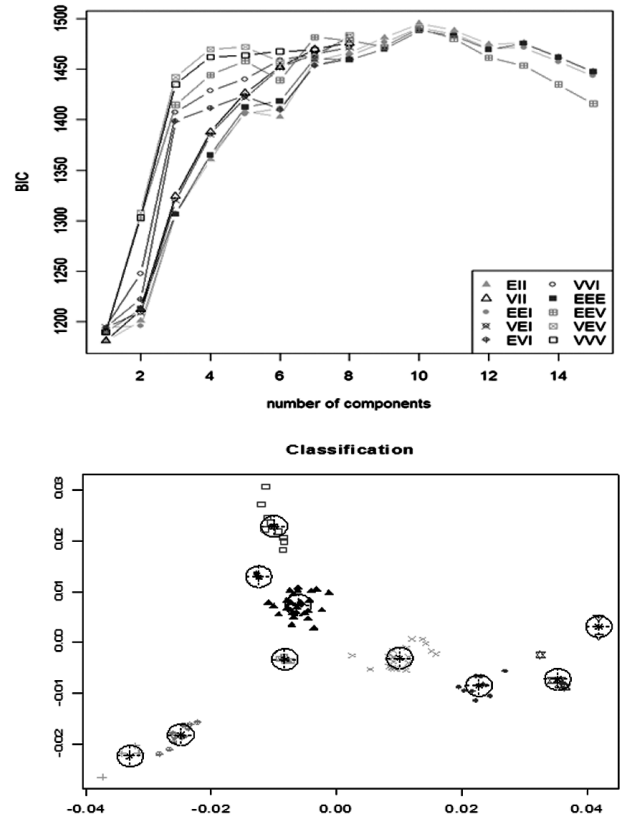 1500
1450
1400
1350
1300
1250
1200
BIC
EII VVI
VII EEE
EEI EEV
VEI VEV
EVI VVV
2 4 6 8 10 12 14
number of components
Classification
0.03
0.02
0.01
0.00
-0.01
-0.02
-0.04 -0.02 0.00 0.02 0.04